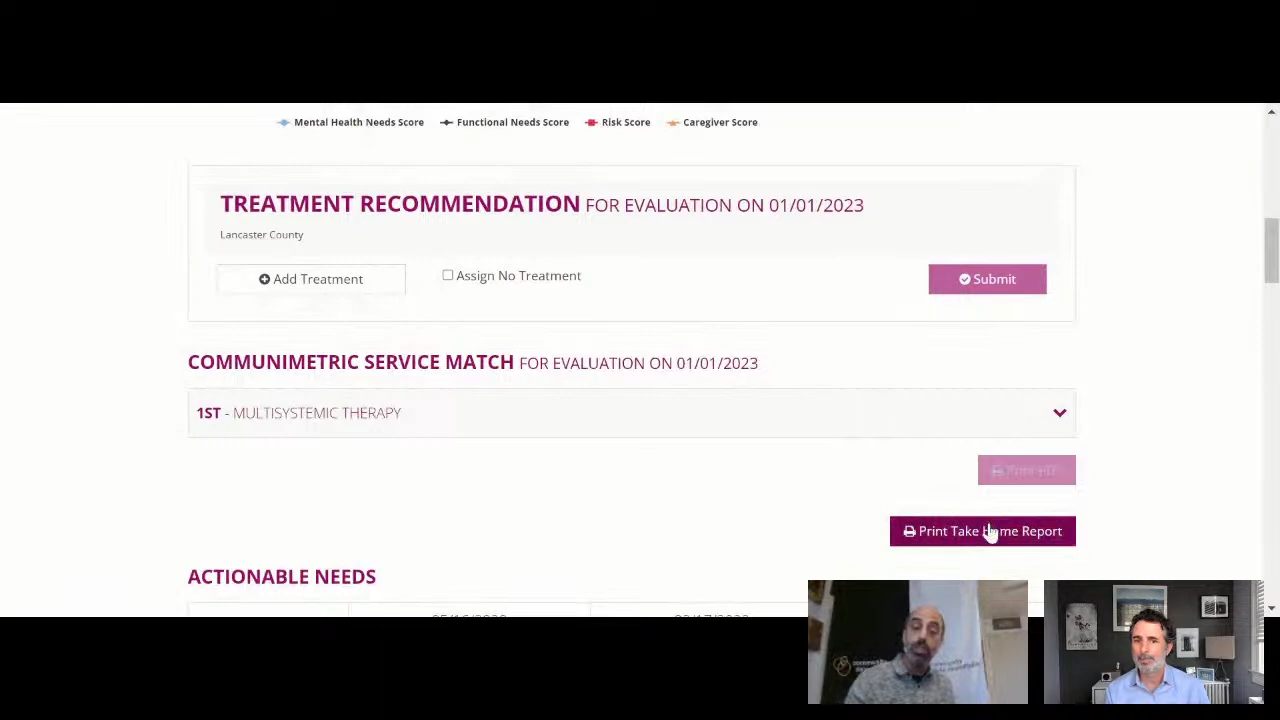 Mental Health Needs Score Functional Needs Score Risk Score Caregiver Score
TREATMENT RECOMMENDATION FOR EVALUATION ON 01/01/2023
Lancaster County
Add Treatment Assign No Treatment Submit
COMMUNIMETRIC SERVICE MATCH FOR EVALUATION ON 01/01/2023
1ST - MULTISYSTEMIC THERAPY
Print Take Home Report
ACTIONABLE NEEDS